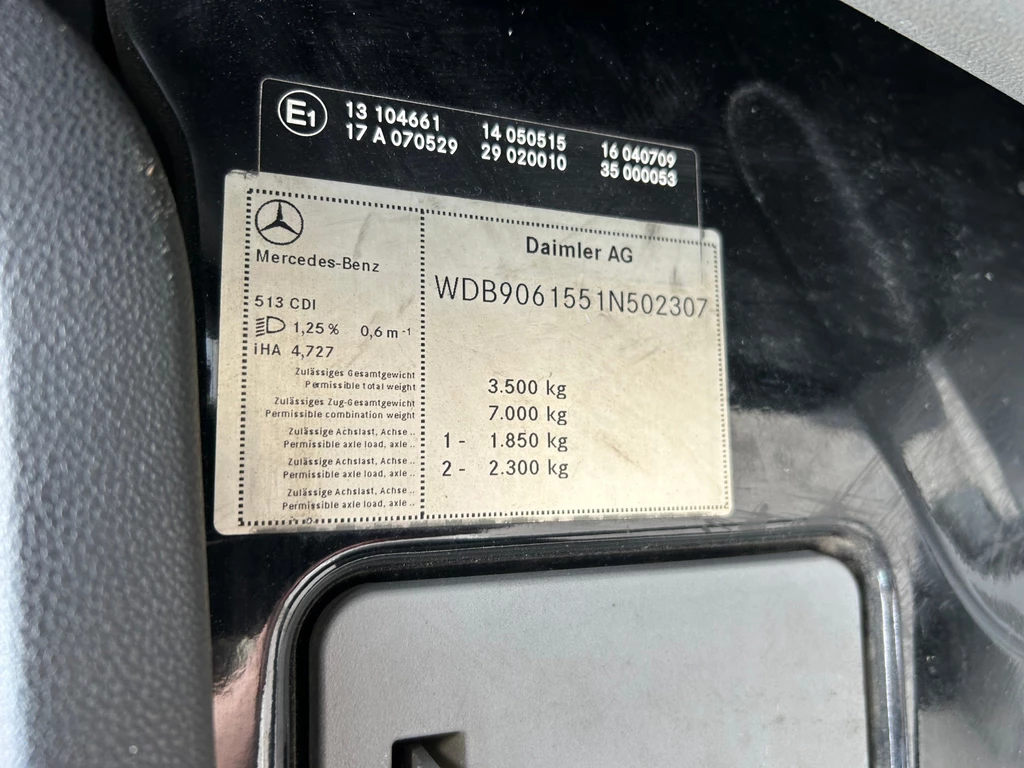 E1 13 104661 14 050515 16 040709
17 A 070529 29 020010 35 000053
Mercedes-Benz
Daimler AG
WDB9061551N502307
513 CDI
1,25 % 0,6 m⁻¹
iHA 4,727
Zulässiges Gesamtgewicht
Permissible total weight 3.500 kg
Zulässiges Zug-Gesamtgewicht
Permissible combination weight 7.000 kg
Zulässige Achslast, Achse ..
Permissible axle load, axle .. 1 - 1.850 kg
Zulässige Achslast, Achse ..
Permissible axle load, axle .. 2 - 2.300 kg
Zulässige Achslast, Achse ..
Permissible axle load, axle ..